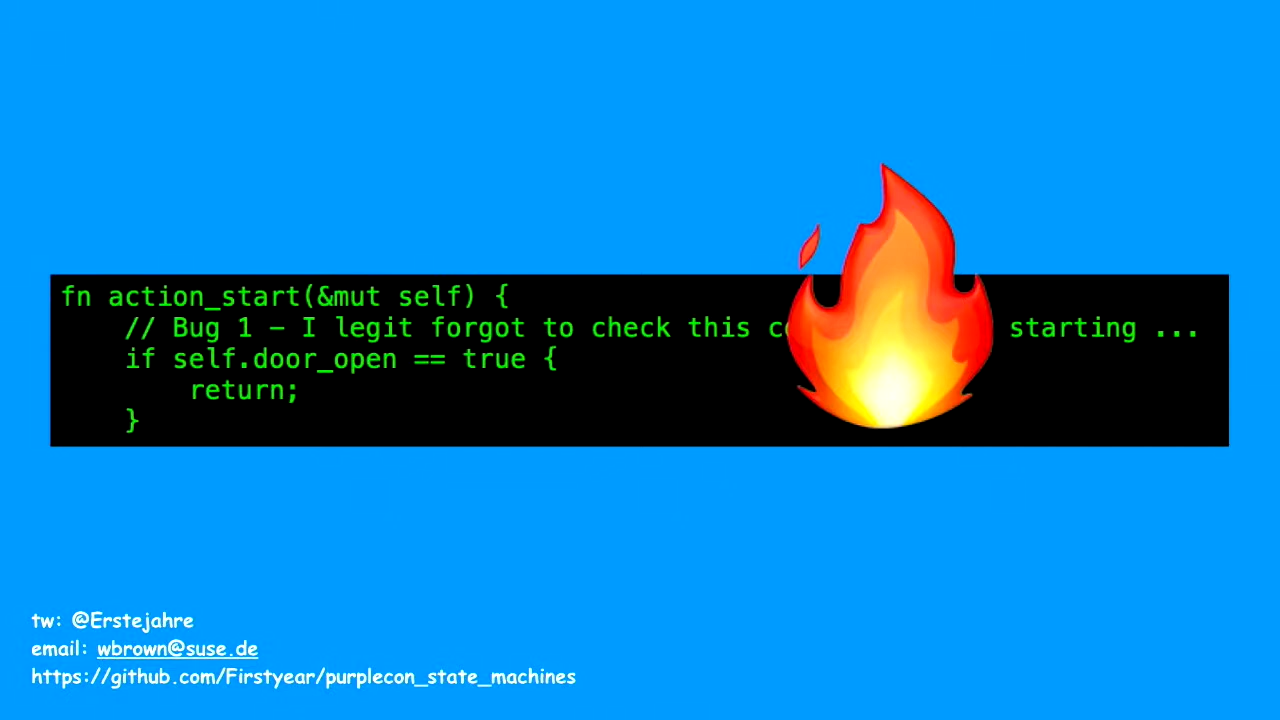 fn action_start(&mut self) {
    // Bug 1 - I legit forgot to check this starting ...
    if self.door_open == true {
        return;
    }
tw: @Erstejahre
email: wbrown@suse.de
https://github.com/Firstyear/purplecon_state_machines